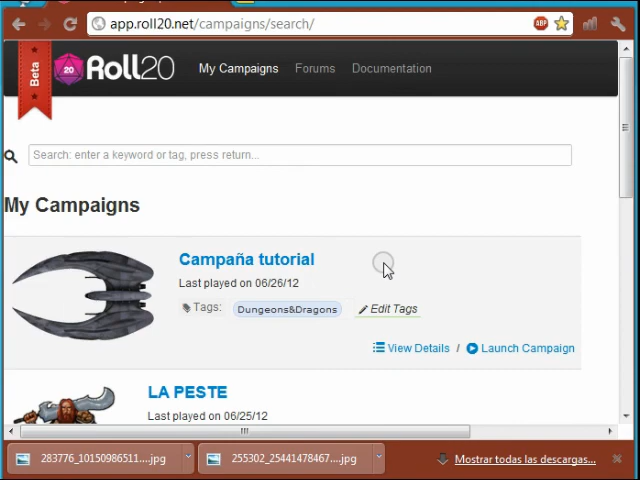 app.roll20.net/campaigns/search/
ABP
Beta
20 Roll20
My Campaigns Forums Documentation
Search: enter a keyword or tag, press return...
My Campaigns
Campaña tutorial
Last played on 06/26/12
Tags: Dungeons&Dragons Edit Tags
View Details / Launch Campaign
LA PESTE
Last played on 06/25/12
283776_10150986511....jpg 255302_25441478467....jpg Mostrar todas las descargas...